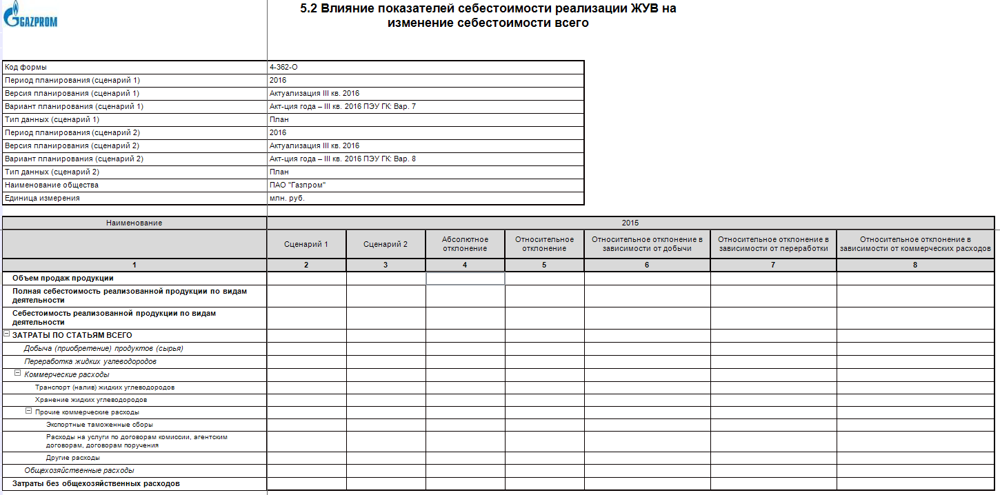 GAZPROM
5.2 Влияние показателей себестоимости реализации ЖУВ на
изменение себестоимости всего
Код формы 4-362-О
Период планирования (сценарий 1) 2016
Версия планирования (сценарий 1) Актуализация III кв. 2016
Вариант планирования (сценарий 1) Акт-ция года – III кв. 2016 ПЭУ ГК: Вар. 7
Тип данных (сценарий 1) План
Период планирования (сценарий 2) 2016
Версия планирования (сценарий 2) Актуализация III кв. 2016
Вариант планирования (сценарий 2) Акт-ция года – III кв. 2016 ПЭУ ГК: Вар. 8
Тип данных (сценарий 2) План
Наименование общества ПАО "Газпром"
Единица измерения млн. руб.
Наименование 2015
Сценарий 1
Сценарий 2
Абсолютное
отклонение
Относительное
отклонение
Относительное отклонение в
зависимости от добычи
Относительное отклонение в
зависимости от переработки
Относительное отклонение в
зависимости от коммерческих расходов
1 2 3 4 5 6 7 8
Объем продаж продукции
Полная себестоимость реализованной продукции по видам
деятельности
Себестоимость реализованной продукции по видам
деятельности
ЗАТРАТЫ ПО СТАТЬЯМ ВСЕГО
Добыча (приобретение) продуктов (сырья)
Переработка жидких углеводородов
Коммерческие расходы
Транспорт (налив) жидких углеводородов
Хранение жидких углеводородов
Прочие коммерческие расходы
Экспортные таможенные сборы
Расходы на услуги по договорам комиссии, агентским
договорам, договорам поручения
Другие расходы
Общехозяйственные расходы
Затраты без общехозяйственных расходов